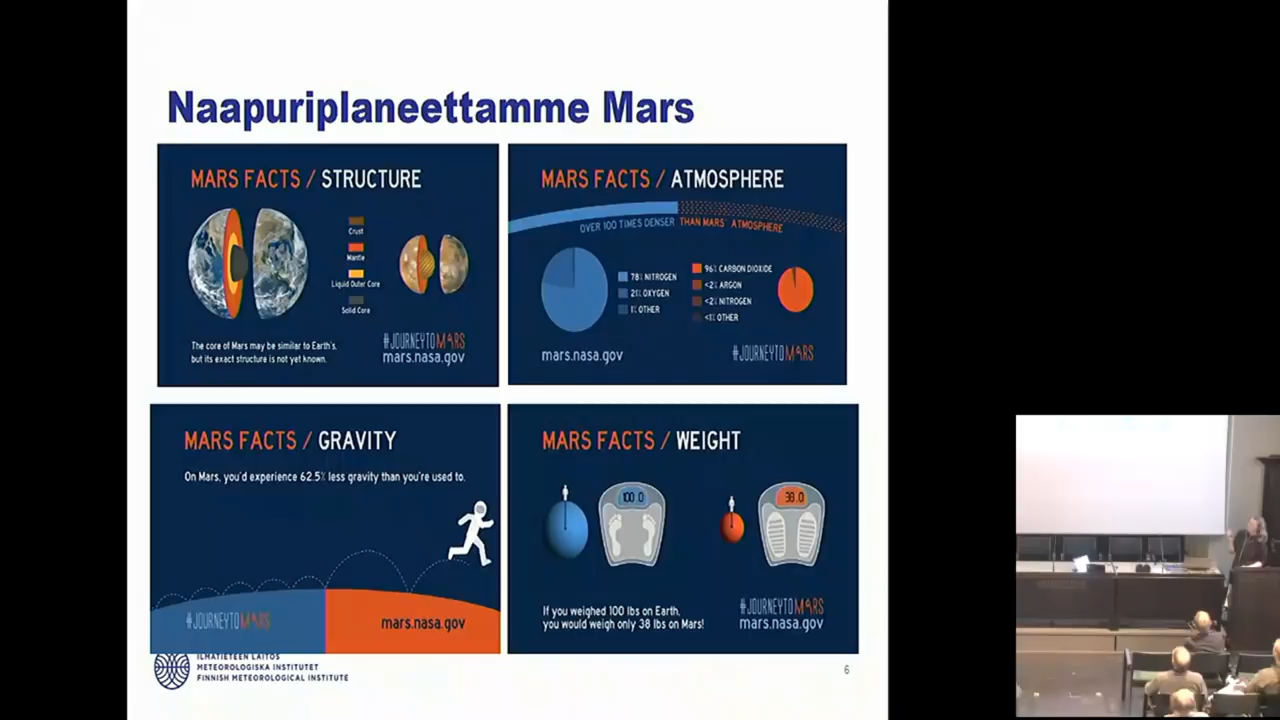 Naapuriplaneettamme Mars
MARS FACTS / STRUCTURE
Crust
Mantle
Liquid Outer Core
Solid Core
The core of Mars may be similar to Earth's,
but its exact structure is not yet known.
#JOURNEYTOMARS
mars.nasa.gov
MARS FACTS / ATMOSPHERE
OVER 100 TIMES DENSER THAN MARS' ATMOSPHERE
78% NITROGEN
21% OXYGEN
1% OTHER
96% CARBON DIOXIDE
<2% ARGON
<2% NITROGEN
<1% OTHER
mars.nasa.gov
#JOURNEYTOMARS
MARS FACTS / GRAVITY
On Mars, you'd experience 62.5% less gravity than you're used to.
#JOURNEYTOMARS
mars.nasa.gov
MARS FACTS / WEIGHT
100.0
38.0
If you weighed 100 lbs on Earth,
you would weigh only 38 lbs on Mars!
#JOURNEYTOMARS
mars.nasa.gov
ILMATIETEEN LAITOS
METEOROLOGISKA INSTITUTET
FINNISH METEOROLOGICAL INSTITUTE
6